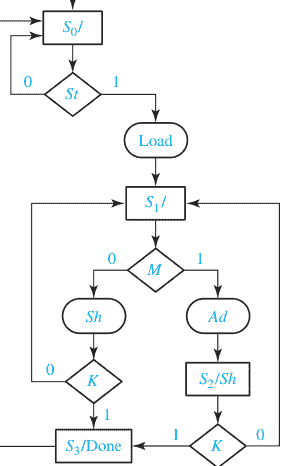 S0/
0 St 1
Load
S1/
0 M 1
Sh Ad
0 K S2/Sh
1
S3/Done 1 K 0